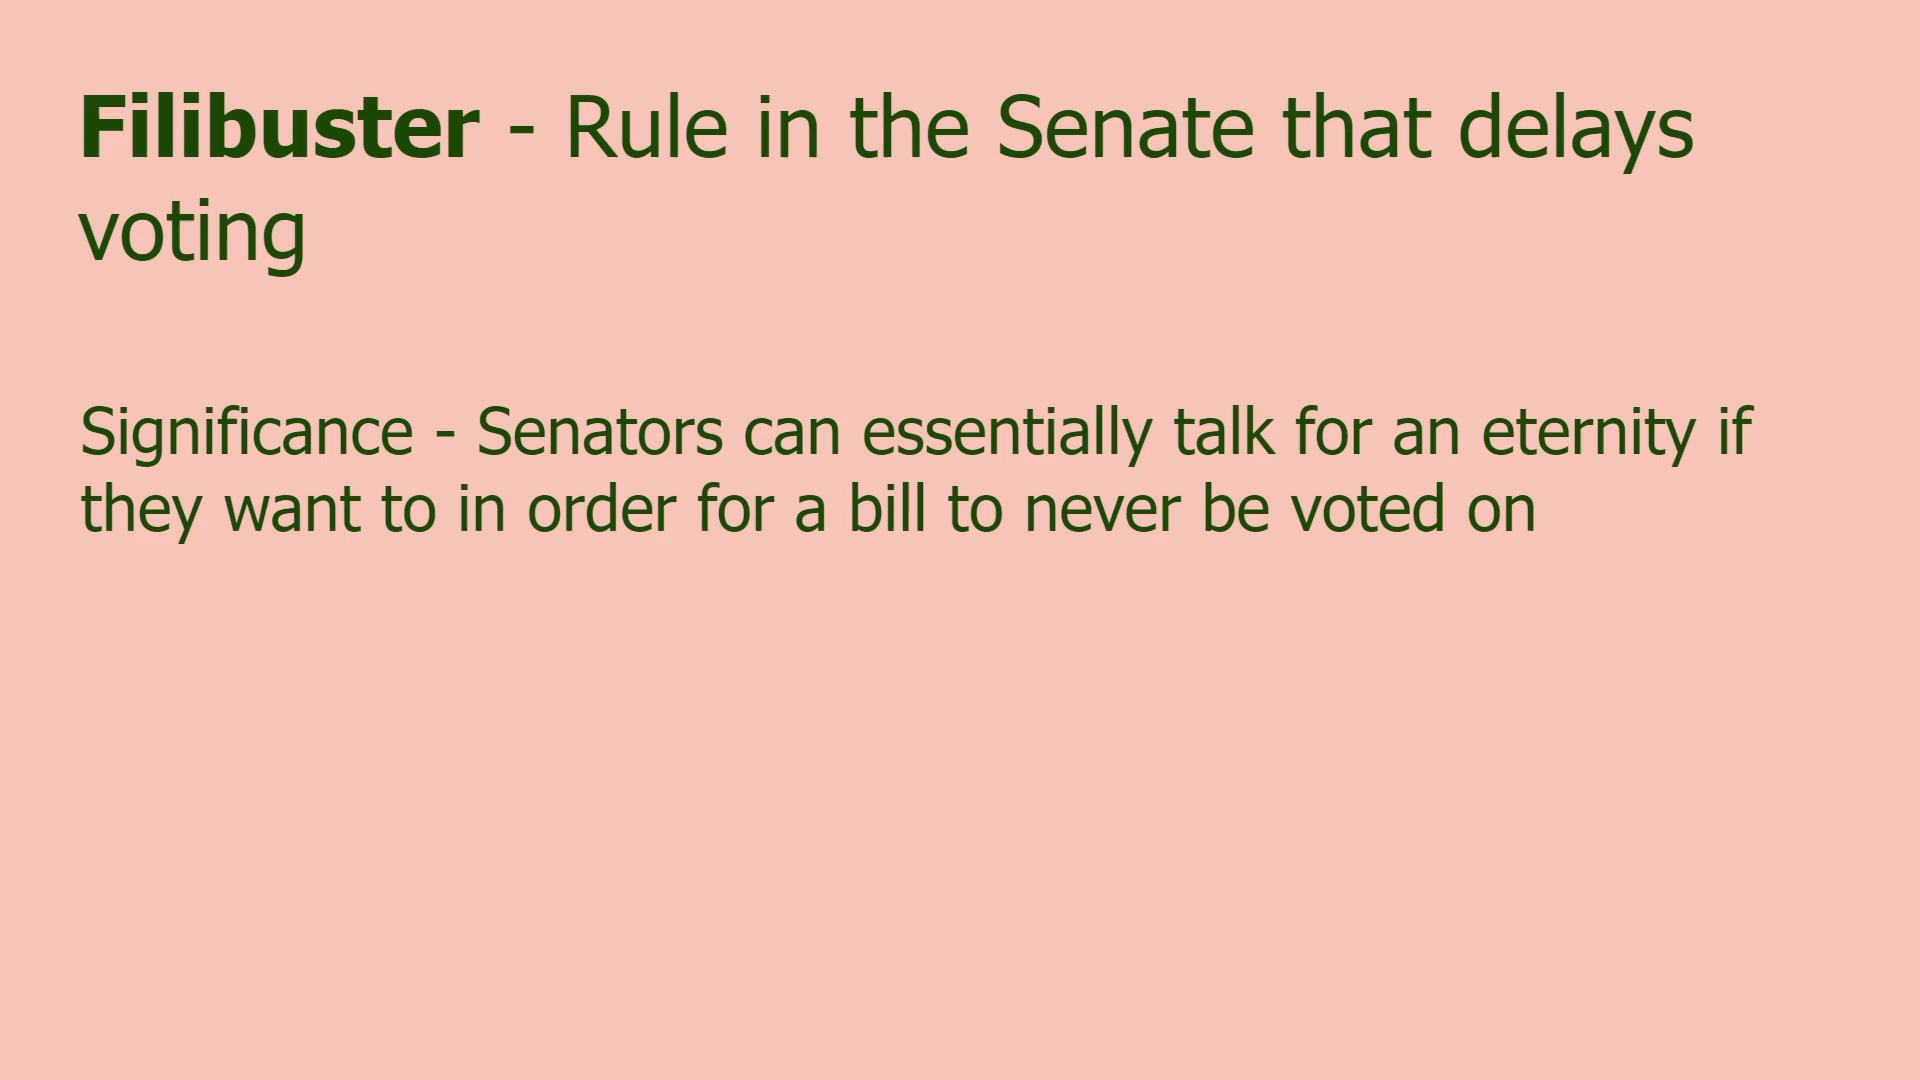 Filibuster - Rule in the Senate that delays
voting
Significance - Senators can essentially talk for an eternity if
they want to in order for a bill to never be voted on